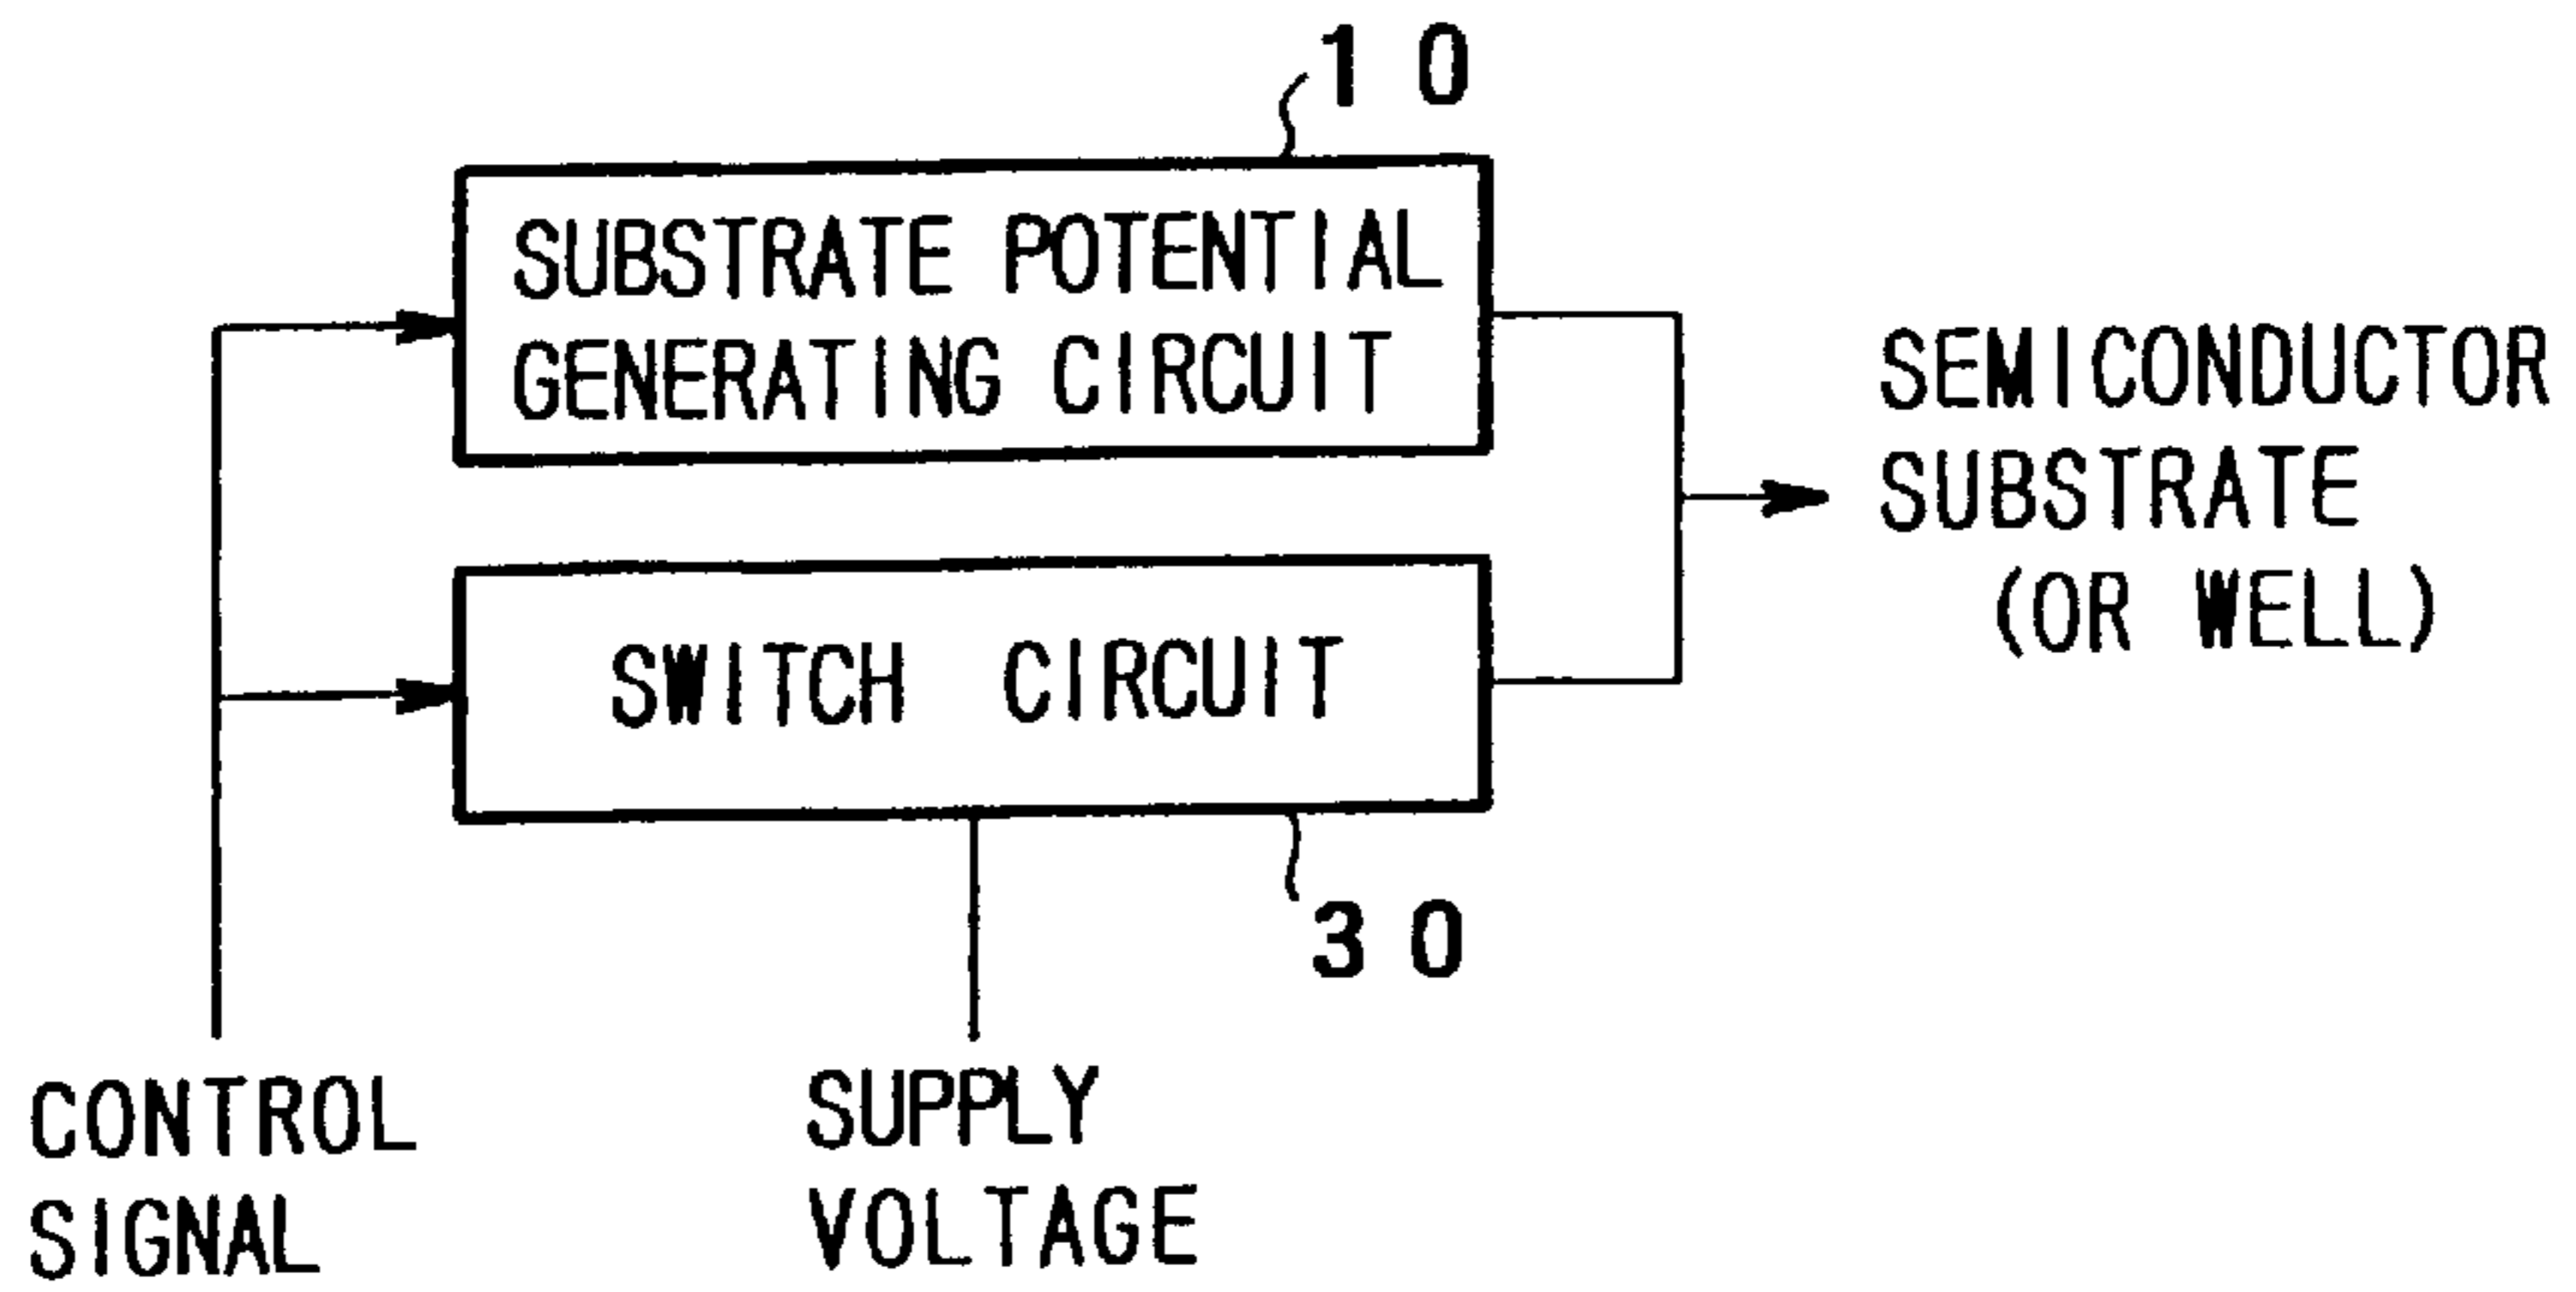 10
SUBSTRATE POTENTIAL
GENERATING CIRCUIT
SEMICONDUCTOR
SUBSTRATE
(OR WELL)
SWITCH CIRCUIT
30
CONTROL
SIGNAL
SUPPLY
VOLTAGE